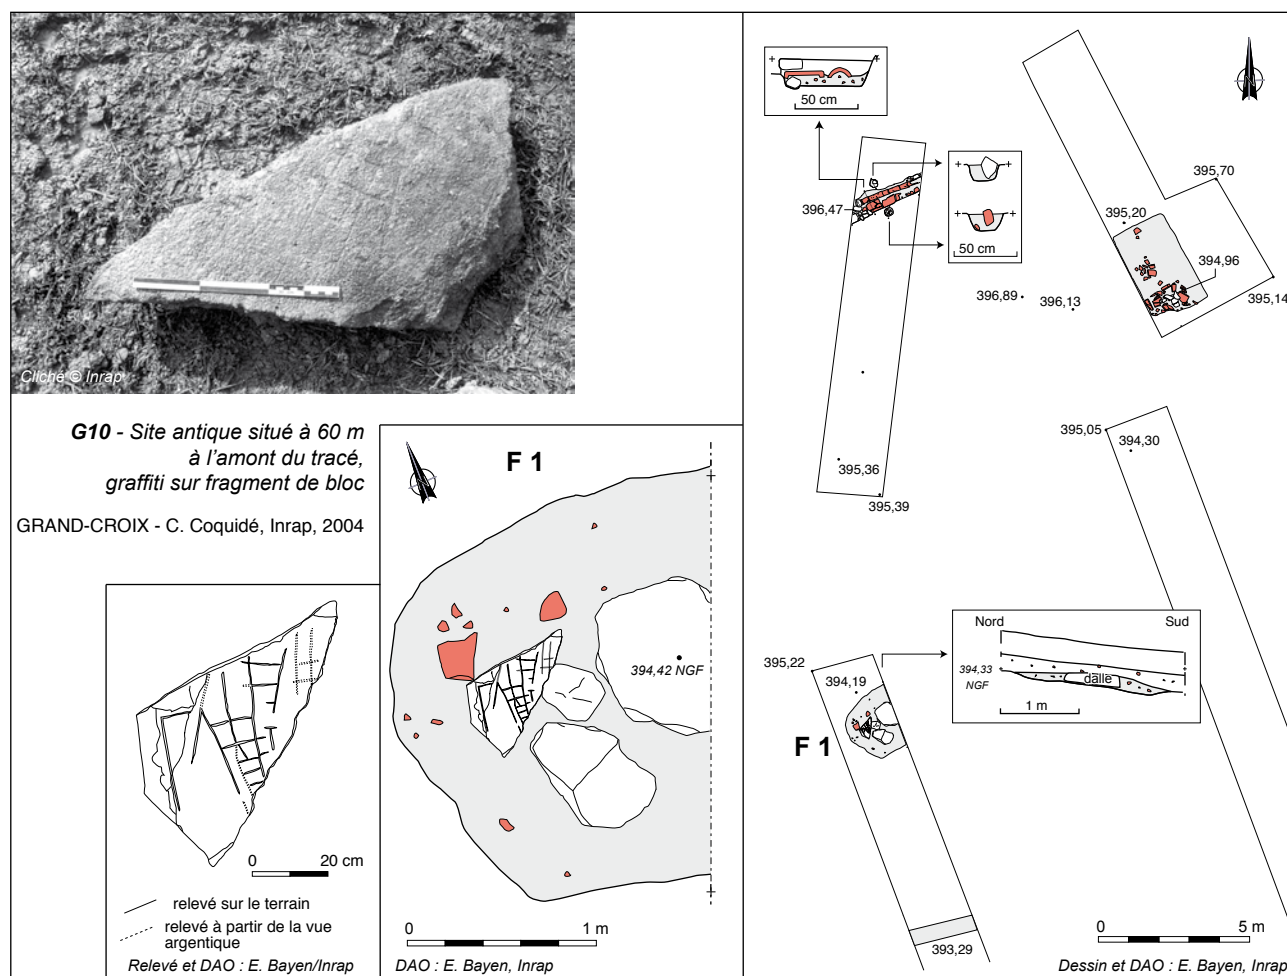 Cliché © Inrap
G10 - Site antique situé à 60 m
à l'amont du tracé,
graffiti sur fragment de bloc
GRAND-CROIX - C. Coquidé, Inrap, 2004
0 20 cm
relevé sur le terrain
relevé à partir de la vue
argentique
Relevé et DAO : E. Bayen/Inrap
F 1
394,42 NGF
0 1 m
DAO : E. Bayen, Inrap
50 cm
396,47
50 cm
395,70
395,20
394,96
395,14
396,89
396,13
395,36
395,39
395,05
394,30
Nord Sud
394,33
NGF
dalle
1 m
395,22
394,19
F 1
393,29
0 5 m
Dessin et DAO : E. Bayen, Inrap